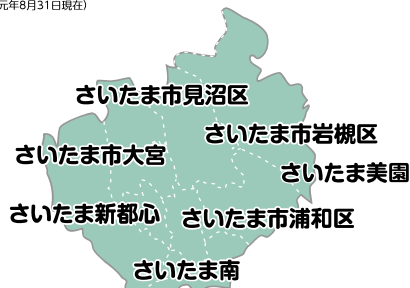 元年8月31日現在）
さいたま市見沼区
さいたま市岩槻区
さいたま市大宮
さいたま美園
さいたま新都心
さいたま市浦和区
さいたま南